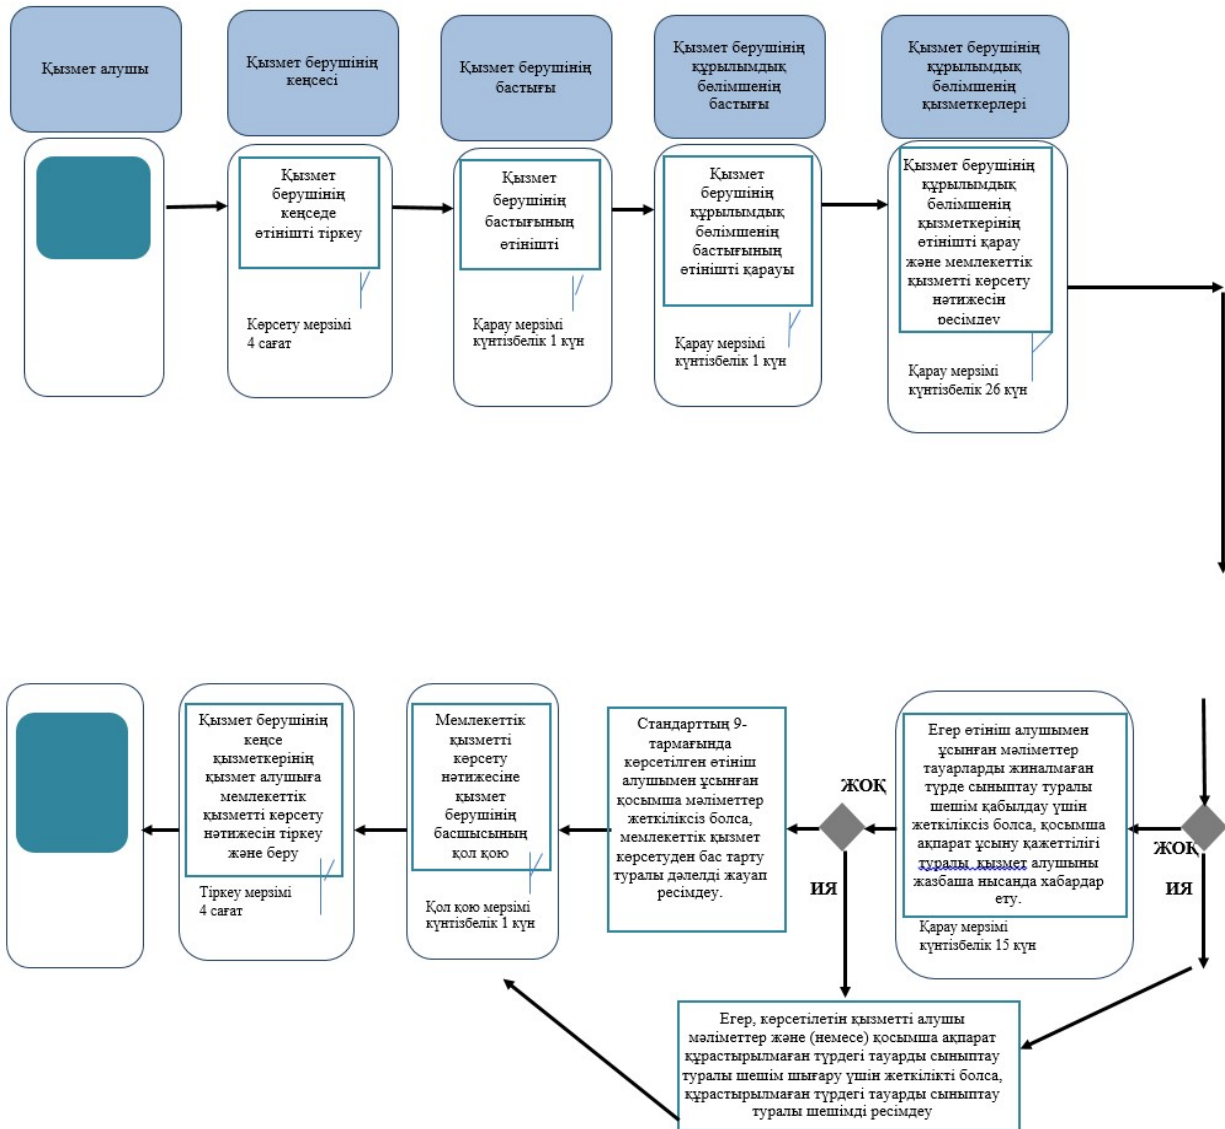 Қызмет алушы
Қызмет берушінің
кеңсесі
Қызмет берушінің
бастығы
Қызмет берушінің
құрылымдық
бөлімшенің
бастығы
Қызмет берушінің
құрылымдық
бөлімшенің
қызметкерлері
Қызмет
берушінің
кеңседе
өтінішті тіркеу
Көрсету мерзімі
4 сағат
Қызмет
берушінің
бастығының
өтінішті
Қарау мерзімі
күнтізбелік 1 күн
Қызмет
берушінің
құрылымдық
бөлімшенің
бастығының
өтінішті қарауы
Қарау мерзімі
күнтізбелік 1 күн
Қызмет берушінің
құрылымдық
бөлімшенің
қызметкерінің
өтінішті қарау
және мемлекеттік
қызметті көрсету
нәтижесін
ресімдеу
Қарау мерзімі
күнтізбелік 26 күн
Қызмет берушінің
кеңсе
қызметкерінің
қызмет алушыға
мемлекеттік
қызметті көрсету
нәтижесін тіркеу
және беру
Тіркеу мерзімі
4 сағат
Мемлекеттік
қызметті
көрсету
нәтижесіне
қызмет
берушінің
басшысының
қол қою
Қол қою мерзімі
күнтізбелік 1 күн
Стандарттың 9-
тармағында
көрсетілген өтініш
алушымен ұсынған
қосымша мәліметтер
жеткіліксіз болса,
мемлекеттік қызмет
көрсетуден бас тарту
туралы дәлелді жауап
ресімдеу.
ЖОҚ
ИЯ
Егер өтініш алушымен
ұсынған мәліметтер
тауарларды жиналмаған
түрде сыныптау туралы
шешім қабылдау үшін
жеткіліксіз болса, қосымша
ақпарат ұсыну қажеттілігі
туралы қызмет алушыны
жазбаша нысанда хабардар
ету.
Қарау мерзімі
күнтізбелік 15 күн
ЖОҚ
ИЯ
Егер, көрсетілетін қызметті алушы
мәліметтер және (немесе) қосымша ақпарат
құрастырылмаған түрдегі тауарды сыныптау
туралы шешім шығару үшін жеткілікті болса,
құрастырылмаған түрдегі тауарды сыныптау
туралы шешімді ресімдеу